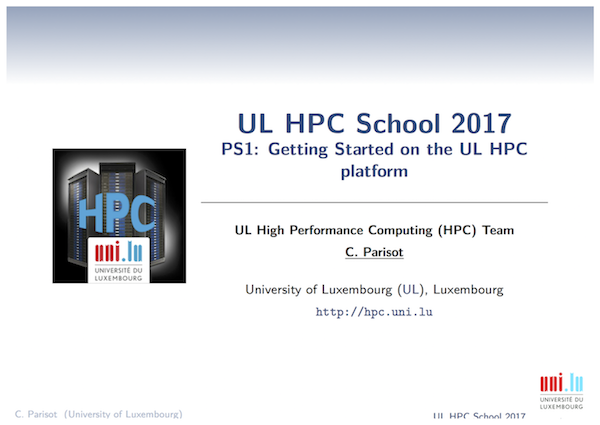 UL HPC School 2017
PS1: Getting Started on the UL HPC
platform
HPC
uni.lu
UNIVERSITÉ DU
LUXEMBOURG
UL High Performance Computing (HPC) Team
C. Parisot
University of Luxembourg (UL), Luxembourg
http://hpc.uni.lu
uni.lu
UNIVERSITÉ DU
LUXEMBOURG
C. Parisot (University of Luxembourg)
UL HPC School 2017